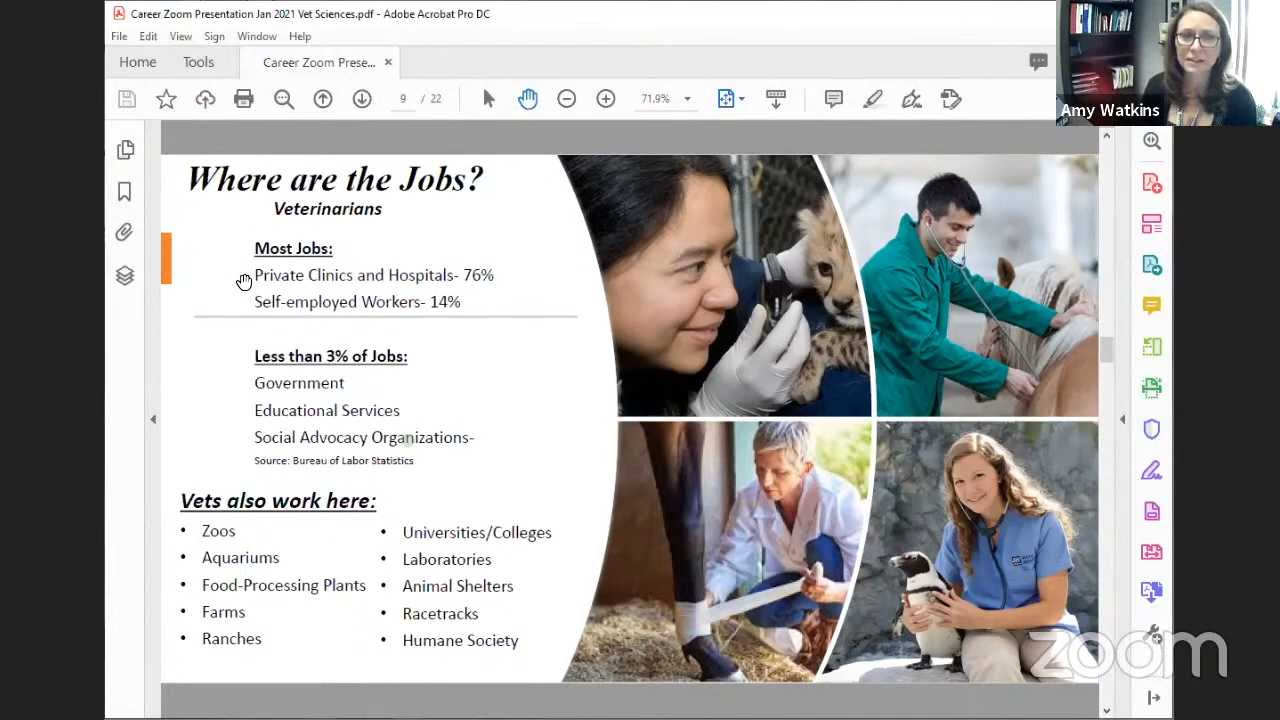 Career Zoom Presentation Jan 2021 Vet Sciences.pdf - Adobe Acrobat Pro DC
File Edit View Sign Window Help
Home Tools Career Zoom Prese... ×
9 / 22 71.9%
Amy Watkins
Where are the Jobs?
Veterinarians
Most Jobs:
Private Clinics and Hospitals- 76%
Self-employed Workers- 14%
Less than 3% of Jobs:
Government
Educational Services
Social Advocacy Organizations-
Source: Bureau of Labor Statistics
Vets also work here:
• Zoos
• Aquariums
• Food-Processing Plants
• Farms
• Ranches
• Universities/Colleges
• Laboratories
• Animal Shelters
• Racetracks
• Humane Society
zoom